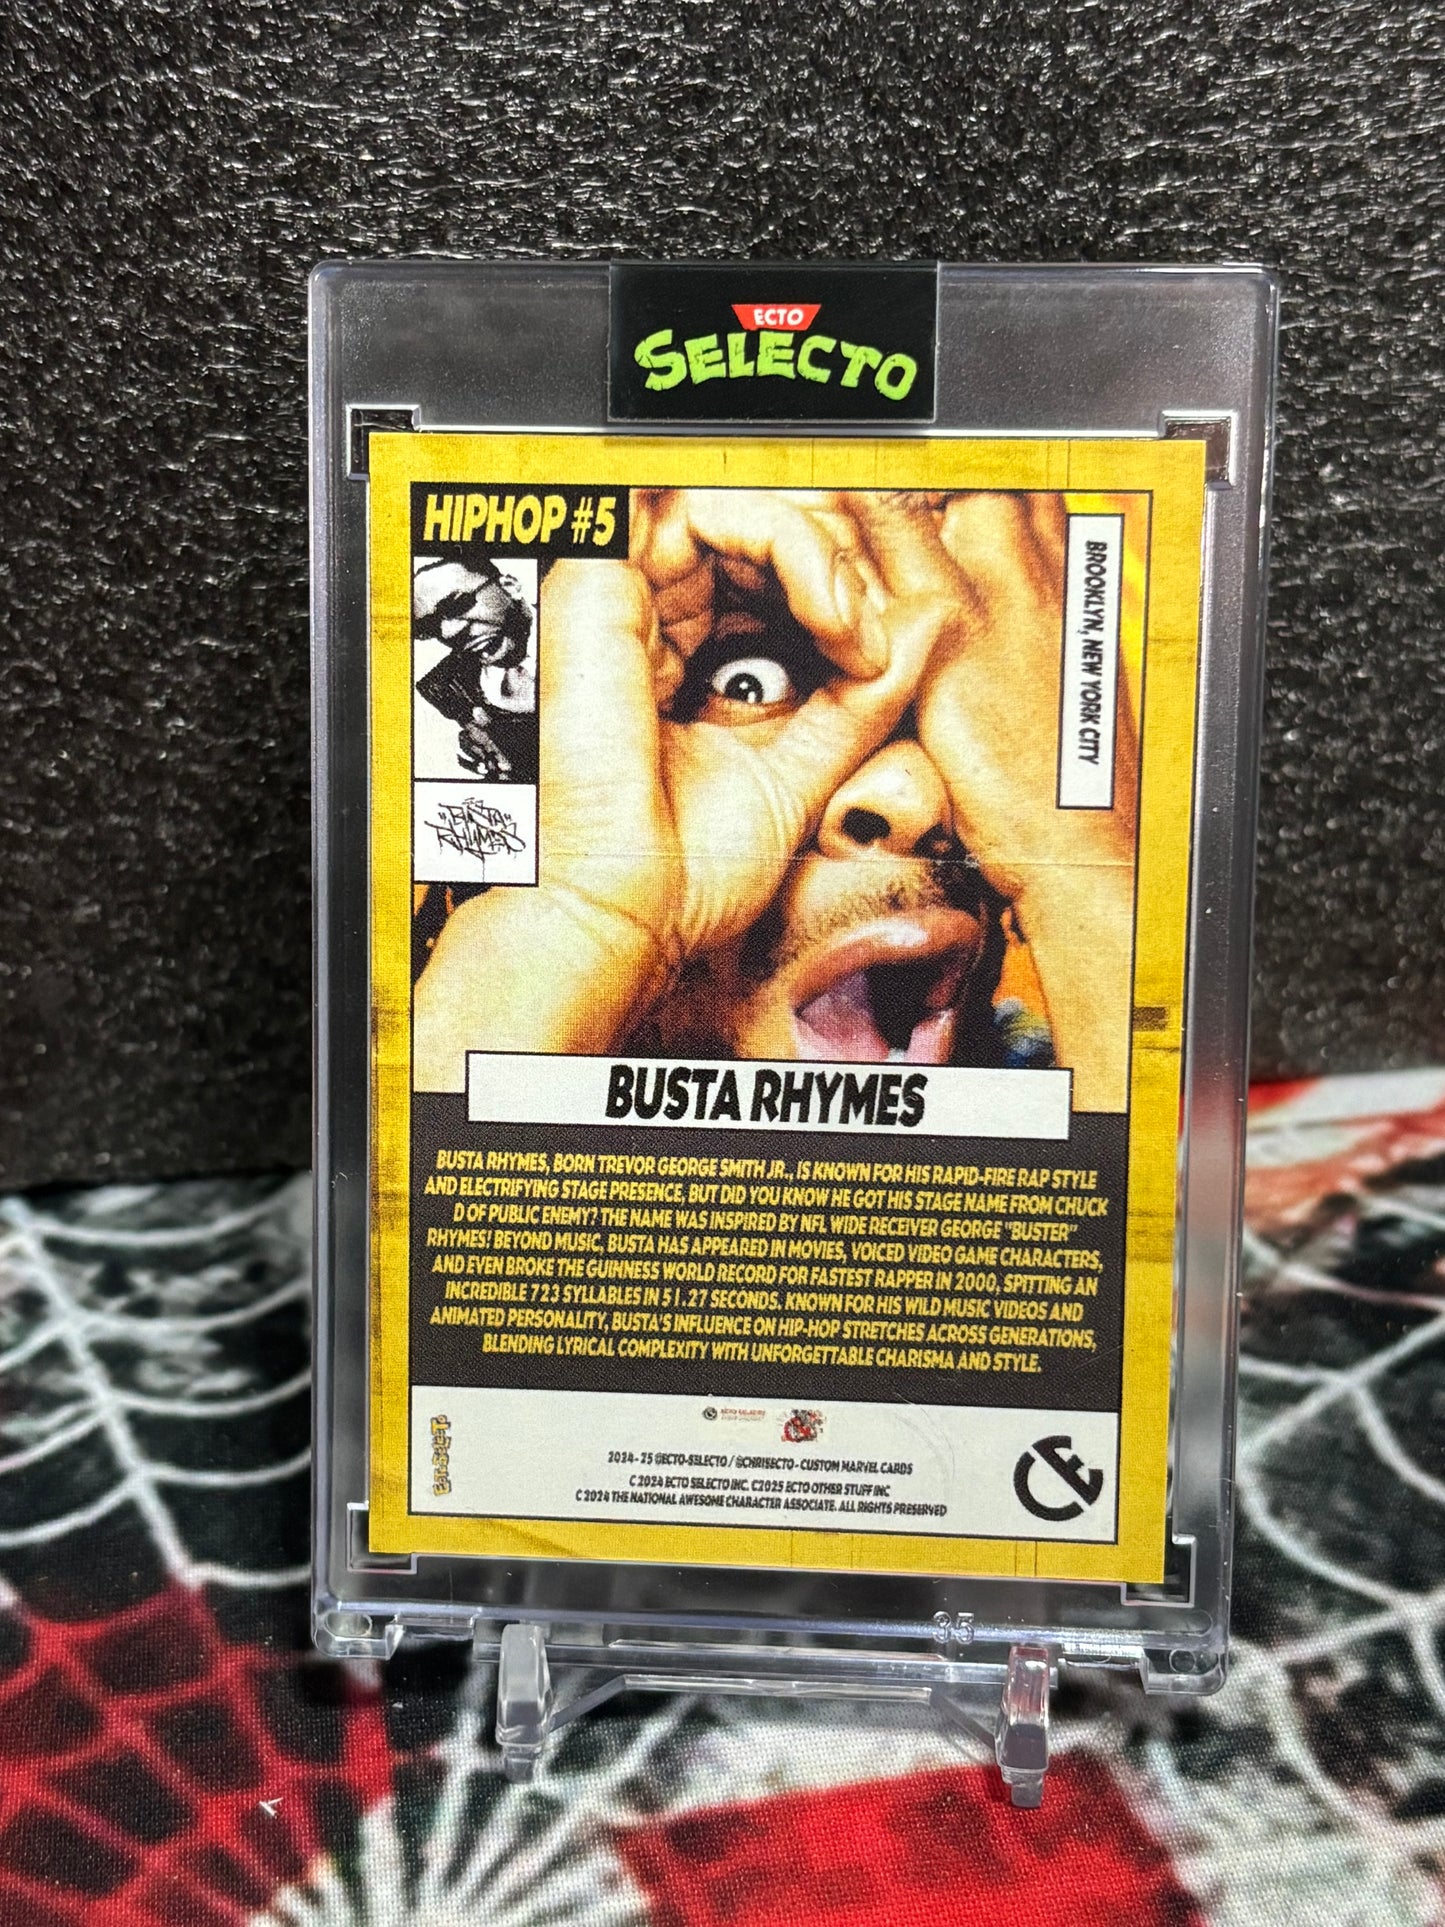 ECTO
SELECTO
HIPHOP #5
BROOKLYN, NEW YORK CITY
"BUSTA"
RHYMES
BUSTA RHYMES
BUSTA RHYMES, BORN TREVOR GEORGE SMITH JR., IS KNOWN FOR HIS RAPID-FIRE RAP STYLE
AND ELECTRIFYING STAGE PRESENCE, BUT DID YOU KNOW HE GOT HIS STAGE NAME FROM CHUCK
D OF PUBLIC ENEMY? THE NAME WAS INSPIRED BY NFL WIDE RECEIVER GEORGE "BUSTER"
RHYMES! BEYOND MUSIC, BUSTA HAS APPEARED IN MOVIES, VOICED VIDEO GAME CHARACTERS,
AND EVEN BROKE THE GUINNESS WORLD RECORD FOR FASTEST RAPPER IN 2000, SPITTING AN
INCREDIBLE 723 SYLLABLES IN 51.27 SECONDS. KNOWN FOR HIS WILD MUSIC VIDEOS AND
ANIMATED PERSONALITY, BUSTA'S INFLUENCE ON HIP-HOP STRETCHES ACROSS GENERATIONS,
BLENDING LYRICAL COMPLEXITY WITH UNFORGETTABLE CHARISMA AND STYLE.
2024-25 @ECTO-SELECTO / @CHRISECTO - CUSTOM MARVEL CARDS
C 2024 ECTO SELECTO INC. C2025 ECTO OTHER STUFF INC
C 2024 THE NATIONAL AWESOME CHARACTER ASSOCIATE. ALL RIGHTS PRESERVED
CE
35